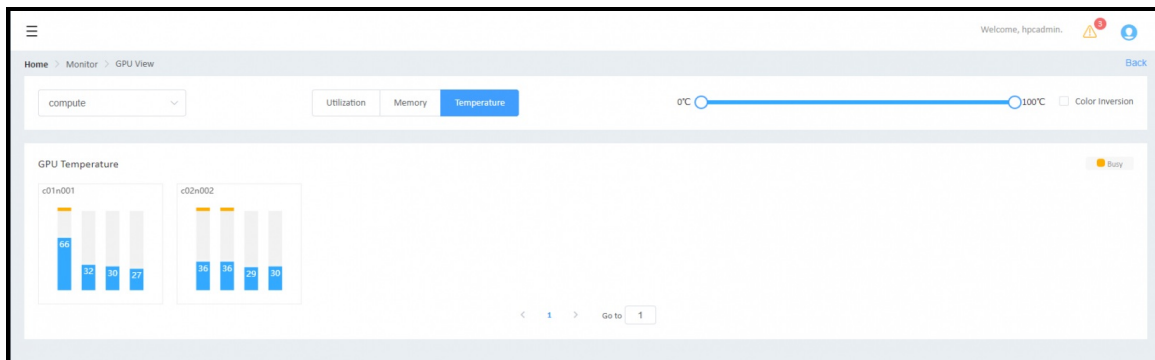 Welcome, hpcadmin. 5
Home > Monitor > GPU View Back
compute Utilization Memory Temperature 0℃ 100℃ Color Inversion
GPU Temperature Busy
c01n001 c02n002
66 32 30 27 36 36 29 30
< 1 > Go to 1